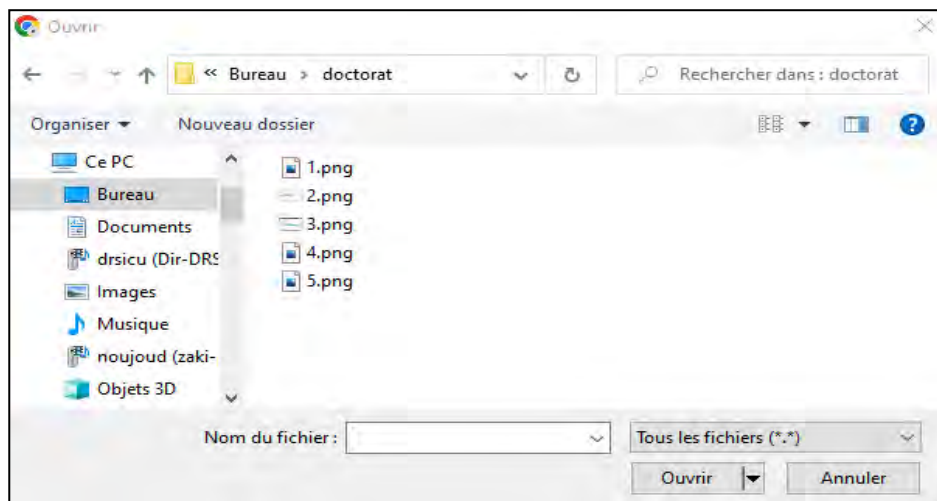 Ouvrir
« Bureau > doctorat
Rechercher dans : doctorat
Organiser
Nouveau dossier
Ce PC
Bureau
Documents
drsicu (Dir-DRS
Images
Musique
noujoud (zaki-
Objets 3D
1.png
2.png
3.png
4.png
5.png
Nom du fichier :
Tous les fichiers (*.*)
Ouvrir
Annuler